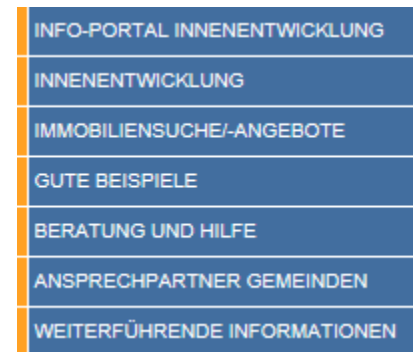 INFO-PORTAL INNENENTWICKLUNG
INNENENTWICKLUNG
IMMOBILIENSUCHE/-ANGEBOTE
GUTE BEISPIELE
BERATUNG UND HILFE
ANSPRECHPARTNER GEMEINDEN
WEITERFÜHRENDE INFORMATIONEN